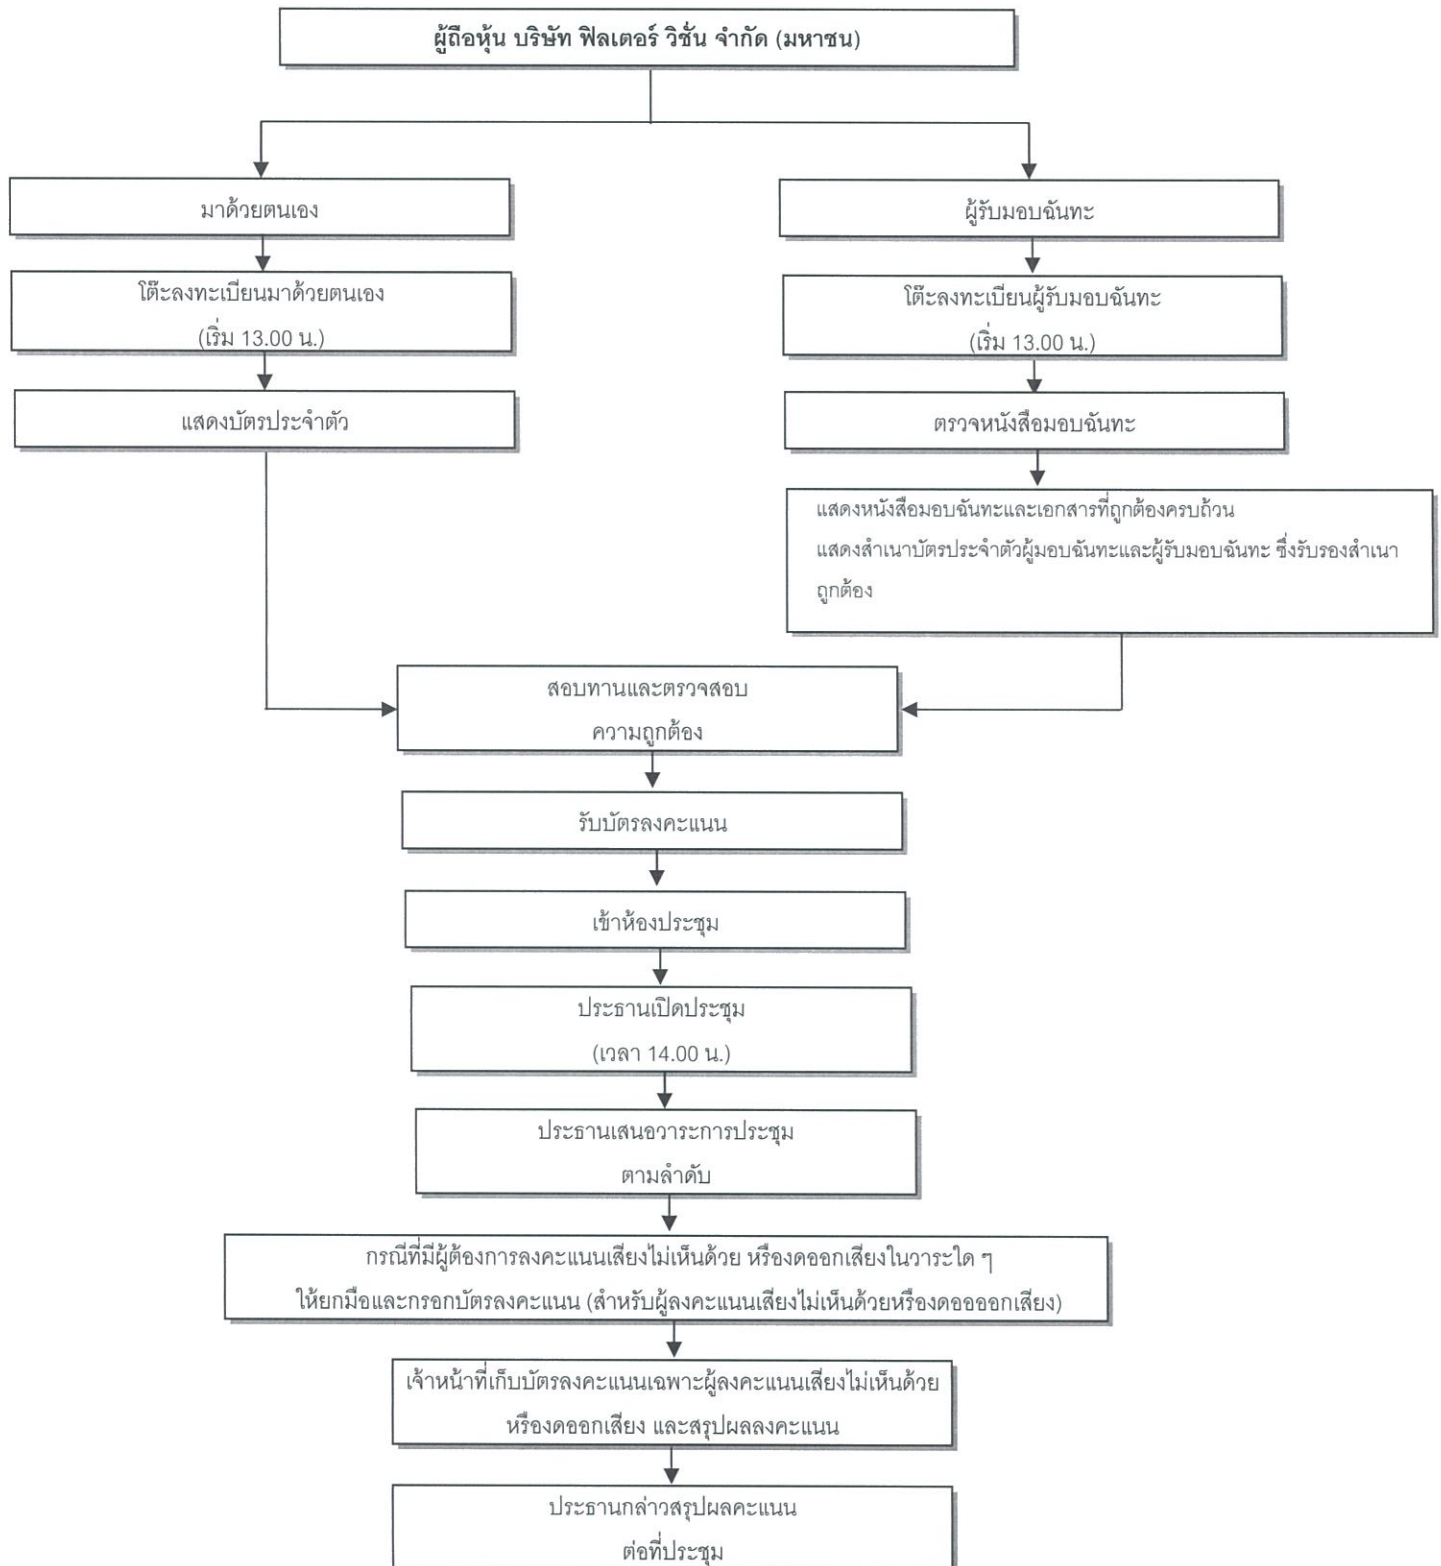 ผู้ถือหุ้น บริษัท ฟิลเตอร์ วิชั่น จำกัด (มหาชน)
มาด้วยตนเอง
โต๊ะลงทะเบียนมาด้วยตนเอง
(เริ่ม 13.00 น.)
แสดงบัตรประจำตัว
ผู้รับมอบฉันทะ
โต๊ะลงทะเบียนผู้รับมอบฉันทะ
(เริ่ม 13.00 น.)
ตรวจหนังสือมอบฉันทะ
แสดงหนังสือมอบฉันทะและเอกสารที่ถูกต้องครบถ้วน
แสดงสำเนาบัตรประจำตัวผู้มอบฉันทะและผู้รับมอบฉันทะ ซึ่งรับรองสำเนา
ถูกต้อง
สอบทานและตรวจสอบ
ความถูกต้อง
รับบัตรลงคะแนน
เข้าห้องประชุม
ประธานเปิดประชุม
(เวลา 14.00 น.)
ประธานเสนอวาระการประชุม
ตามลำดับ
กรณีที่มีผู้ต้องการลงคะแนนเสียงไม่เห็นด้วย หรืองดออกเสียงในวาระใด ๆ
ให้ยกมือและกรอกบัตรลงคะแนน (สำหรับผู้ลงคะแนนเสียงไม่เห็นด้วยหรืองดอออกเสียง)
เจ้าหน้าที่เก็บบัตรลงคะแนนเฉพาะผู้ลงคะแนนเสียงไม่เห็นด้วย
หรืองดออกเสียง และสรุปผลลงคะแนน
ประธานกล่าวสรุปผลคะแนน
ต่อที่ประชุม